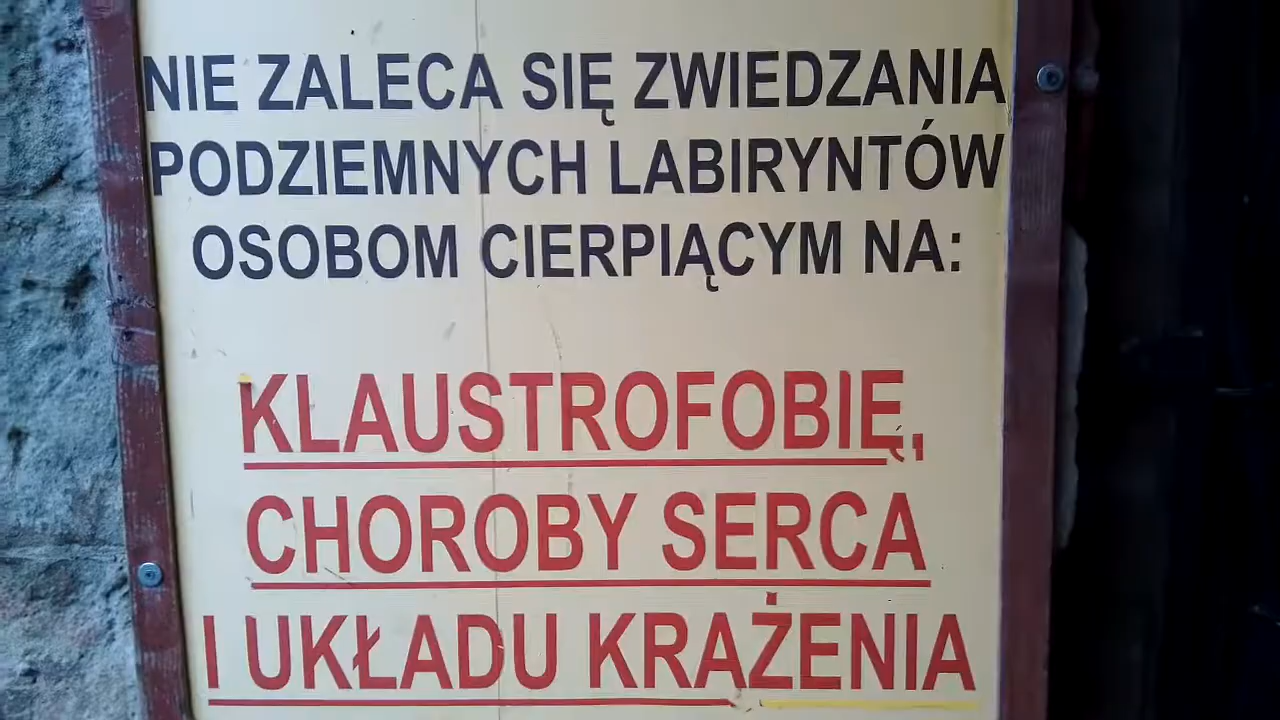 NIE ZALECA SIĘ ZWIEDZANIA
PODZIEMNYCH LABIRYNTÓW
OSOBOM CIERPIĄCYM NA:
KLAUSTROFOBIĘ,
CHOROBY SERCA
I UKŁADU KRĄŻENIA